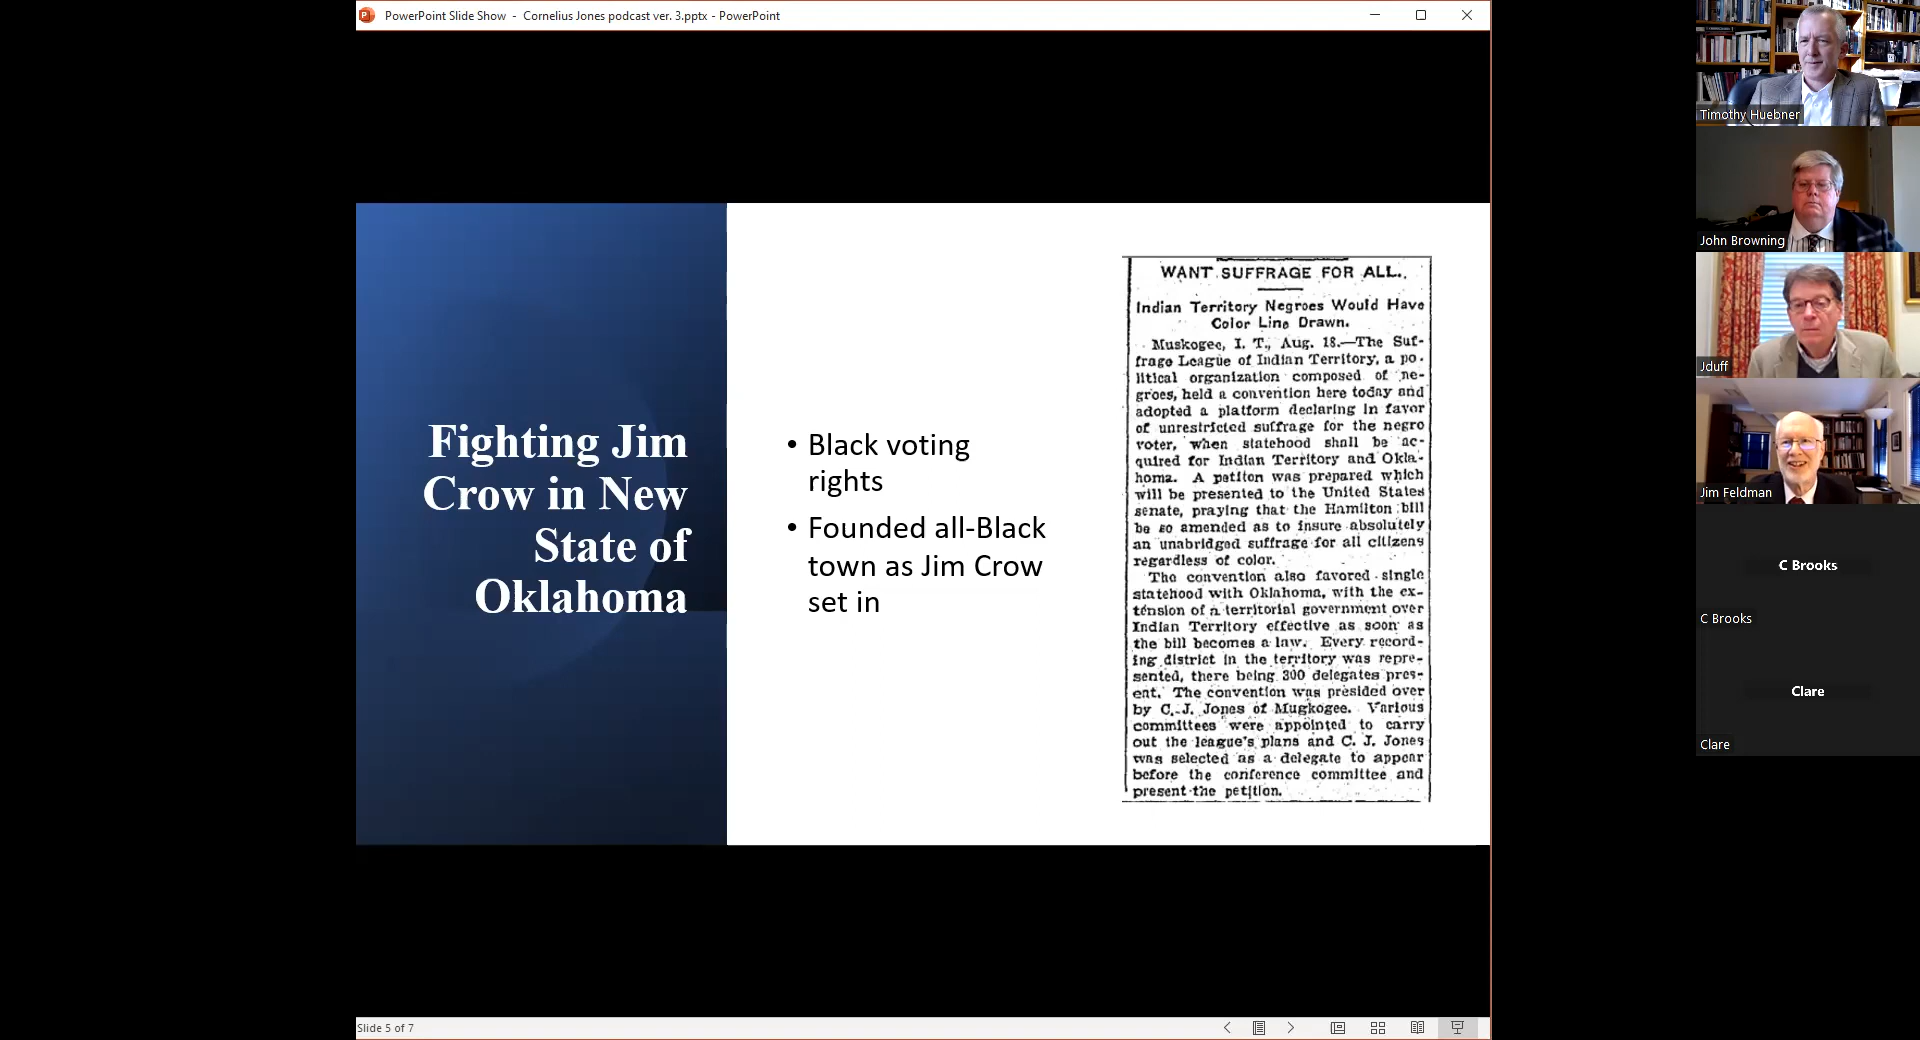 PowerPoint Slide Show - Cornelius Jones podcast ver. 3.pptx - PowerPoint
Fighting Jim
Crow in New
State of
Oklahoma
• Black voting
rights
• Founded all-Black
town as Jim Crow
set in
WANT SUFFRAGE FOR ALL.
Indian Territory Negroes Would Have
Color Line Drawn.
Muskogee, I. T., Aug. 18.—The Suf-
frage League of Indian Territory, a po-
litical organization composed of ne-
groes, held a convention here today and
adopted a platform declaring in favor
of unrestricted suffrage for the negro
voter, when statehood shall be ac-
quired for Indian Territory and Okla-
homa. A petition was prepared which
will be presented to the United States
senate, praying that the Hamilton bill
be so amended as to insure absolutely
an unabridged suffrage for all citizens
regardless of color.
The convention also favored single
statehood with Oklahoma, with the ex-
tension of a territorial government over
Indian Territory effective as soon as
the bill becomes a law. Every record-
ing district in the territory was repre-
sented, there being 300 delegates pres-
ent. The convention was presided over
by C. J. Jones of Mugkogee. Various
committees were appointed to carry
out the league's plans and C. J. Jones
was selected as a delegate to appear
before the conference committee and
present the petition.
Slide 5 of 7
Timothy Huebner
John Browning
Jduff
Jim Feldman
C Brooks
C Brooks
Clare
Clare